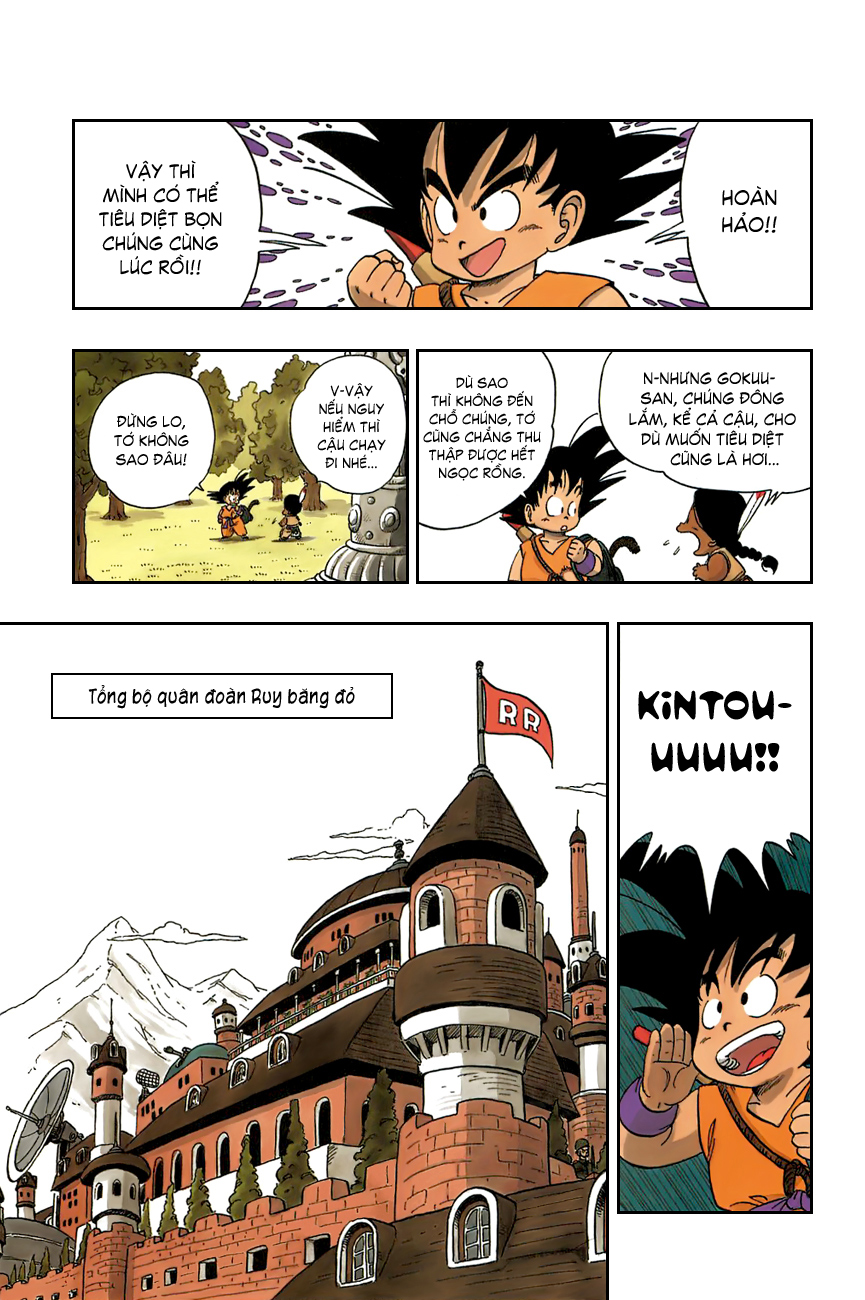 HOÀN
HẢO!!
VẬY THÌ
MÌNH CÓ THỂ
TIÊU DIỆT BỌN
CHÚNG CÙNG
LÚC RỒI!!
N-NHƯNG GOKUU-
SAN, CHÚNG ĐÔNG
LẮM, KỂ CẢ CẬU, CHO
DÙ MUỐN TIÊU DIỆT
CŨNG LÀ HƠI...
DÙ SAO
THÌ KHÔNG ĐẾN
CHỖ CHÚNG, TỚ
CŨNG CHẲNG THU
THẬP ĐƯỢC HẾT
NGỌC RỒNG.
V-VẬY
NẾU NGUY
HIỂM THÌ
CẬU CHẠY
ĐI NHÉ...
ĐỪNG LO,
TỚ KHÔNG
SAO ĐÂU!
KINTOU-
UUUU!!
Tổng bộ quân đoàn Ruy băng đỏ
RR